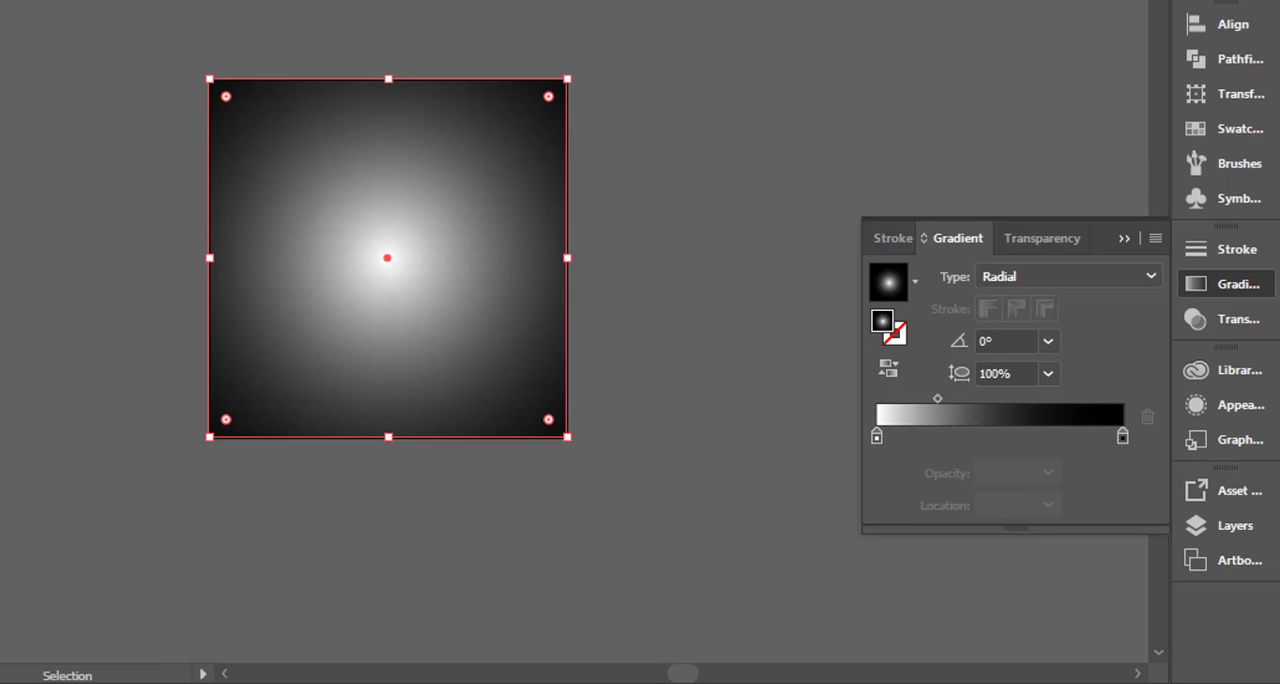 Align
Pathfi...
Transf...
Swatc...
Brushes
Symb...
Stroke
Gradi...
Trans...
Librar...
Appea...
Graph...
Asset ...
Layers
Artbo...
Stroke Gradient Transparency
Type: Radial
Stroke:
0°
100%
Opacity:
Location:
Selection